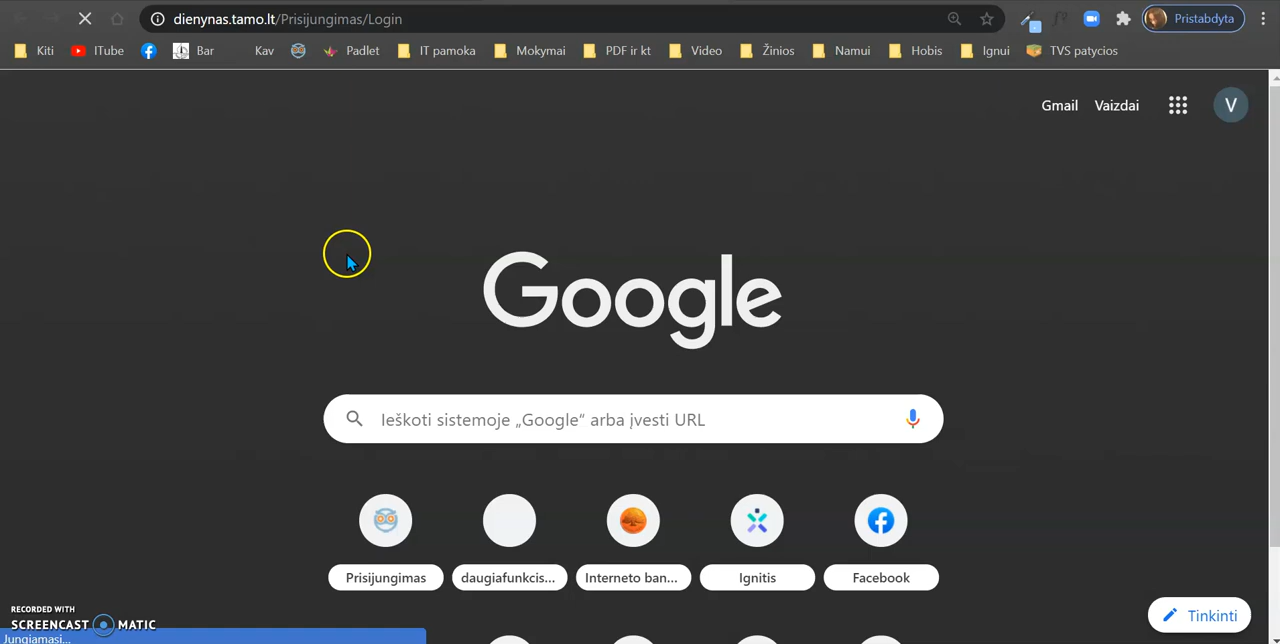 dienynas.tamo.lt/Prisijungimas/Login
Pristabdyta
Kiti
ITube
Bar
Kav
Padlet
IT pamoka
Mokymai
PDF ir kt
Video
Žinios
Namui
Hobis
Ignui
TVS patycios
Gmail
Vaizdai
V
Google
Ieškoti sistemoje „Google“ arba įvesti URL
Prisijungimas
daugiafunkcis...
Interneto ban...
Ignitis
Facebook
Tinkinti
RECORDED WITH
SCREENCAST MATIC
Jungiamasi...